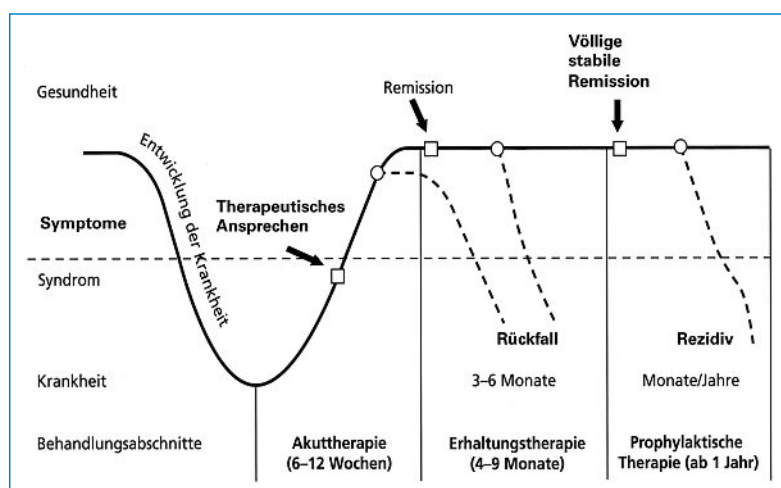 Völlige
stabile
Remission
Gesundheit
Remission
Entwicklung der Krankheit
Therapeutisches
Ansprechen
Symptome
Syndrom
Rückfall
Rezidiv
Krankheit
3–6 Monate
Monate/Jahre
Behandlungsabschnitte
Akuttherapie
(6–12 Wochen)
Erhaltungstherapie
(4–9 Monate)
Prophylaktische
Therapie (ab 1 Jahr)